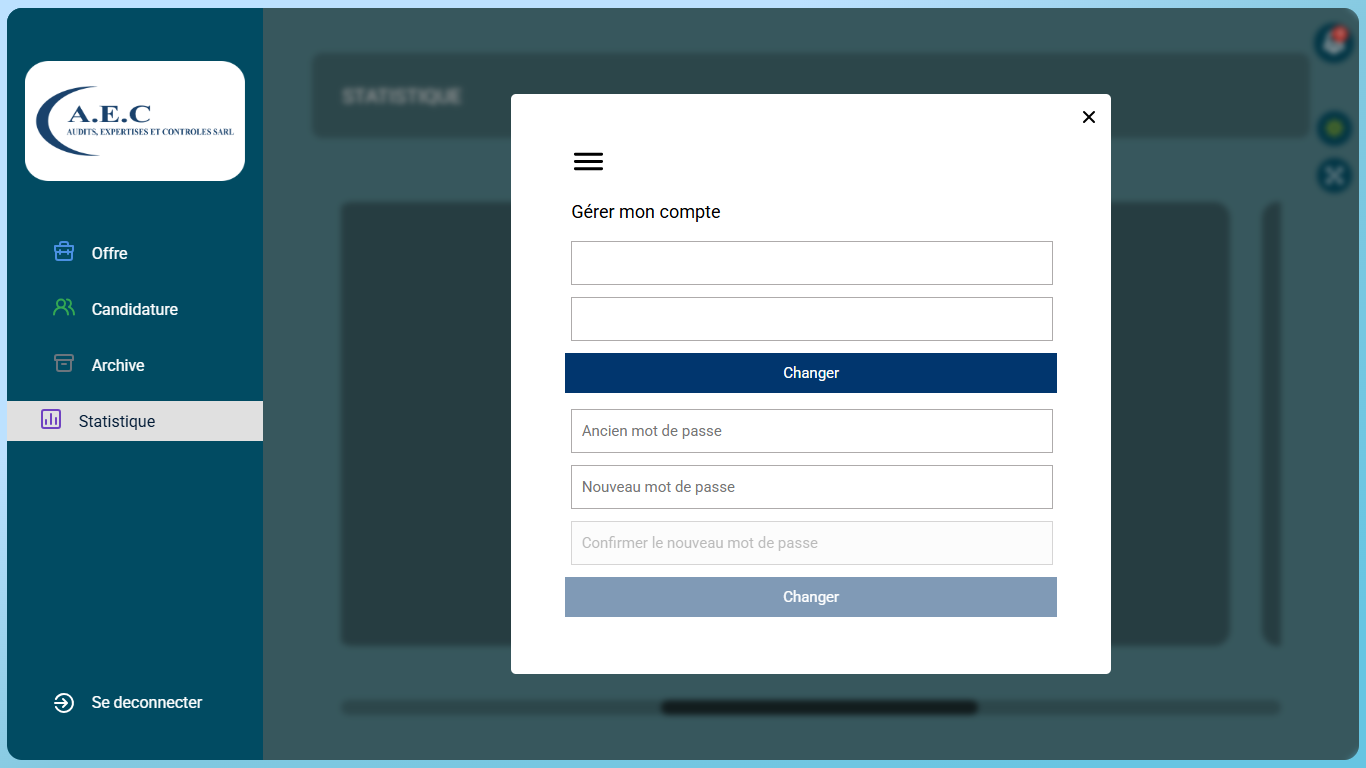 A.E.C
AUDITS, EXPERTISES ET CONTROLES SARL
Offre
Candidature
Archive
Statistique
Se deconnecter
STATISTIQUE
Gérer mon compte
Changer
Ancien mot de passe
Nouveau mot de passe
Confirmer le nouveau mot de passe
Changer